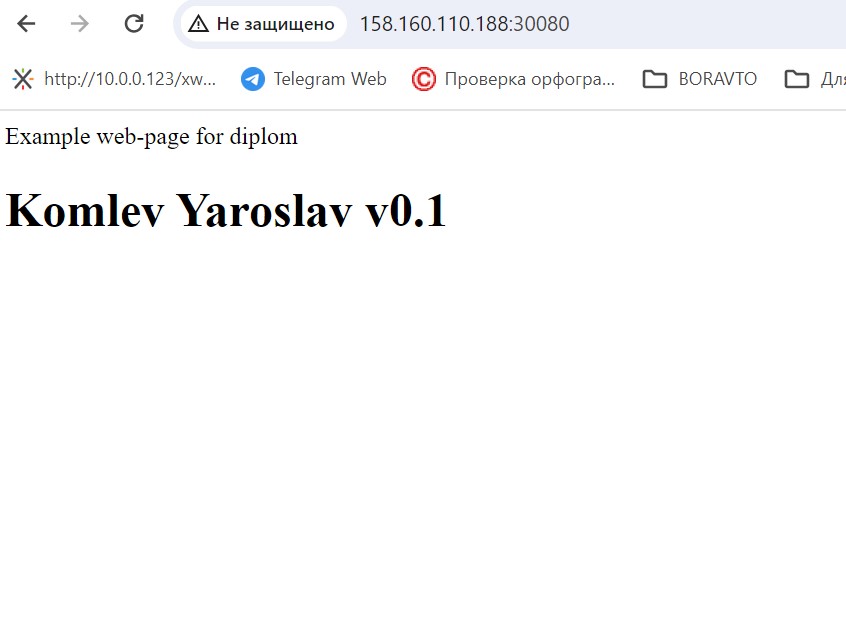 Не защищено 158.160.110.188:30080
http://10.0.0.123/xw... Telegram Web Проверка орфогра... BORAVTO Для
Example web-page for diplom
Komlev Yaroslav v0.1